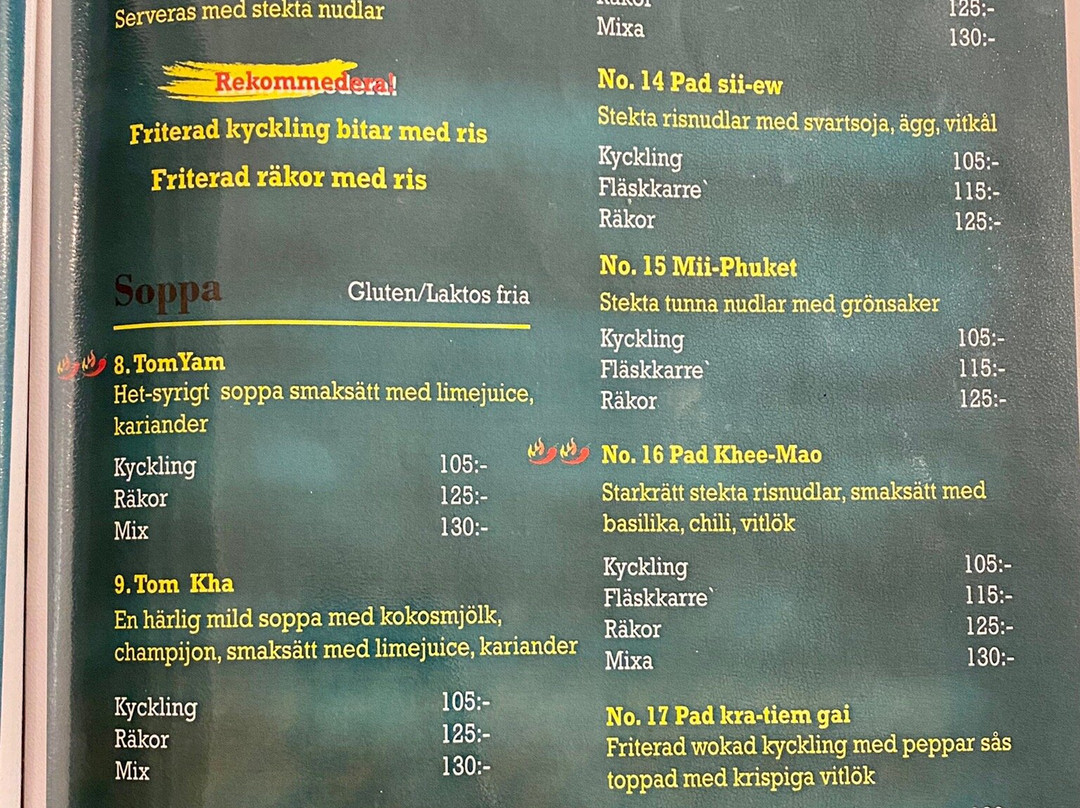 Serveras med stekta nudlar
Rekommedera!
Friterad kyckling bitar med ris
Friterad räkor med ris
Soppa Gluten/Laktos fria
8. TomYam
Het-syrigt soppa smaksätt med limejuice,
kariander
Kyckling 105:-
Räkor 125:-
Mix 130:-
9. Tom Kha
En härlig mild soppa med kokosmjölk,
champijon, smaksätt med limejuice, kariander
Kyckling 105:-
Räkor 125:-
Mix 130:-
Räkor 125:-
Mixa 130:-
No. 14 Pad sii-ew
Stekta risnudlar med svartsoja, ägg, vitkål
Kyckling 105:-
Fläskkarre` 115:-
Räkor 125:-
No. 15 Mii-Phuket
Stekta tunna nudlar med grönsaker
Kyckling 105:-
Fläskkarre` 115:-
Räkor 125:-
No. 16 Pad Khee-Mao
Starkrätt stekta risnudlar, smaksätt med
basilika, chili, vitlök
Kyckling 105:-
Fläskkarre` 115:-
Räkor 125:-
Mixa 130:-
No. 17 Pad kra-tiem gai
Friterad wokad kyckling med peppar sås
toppad med krispiga vitlök